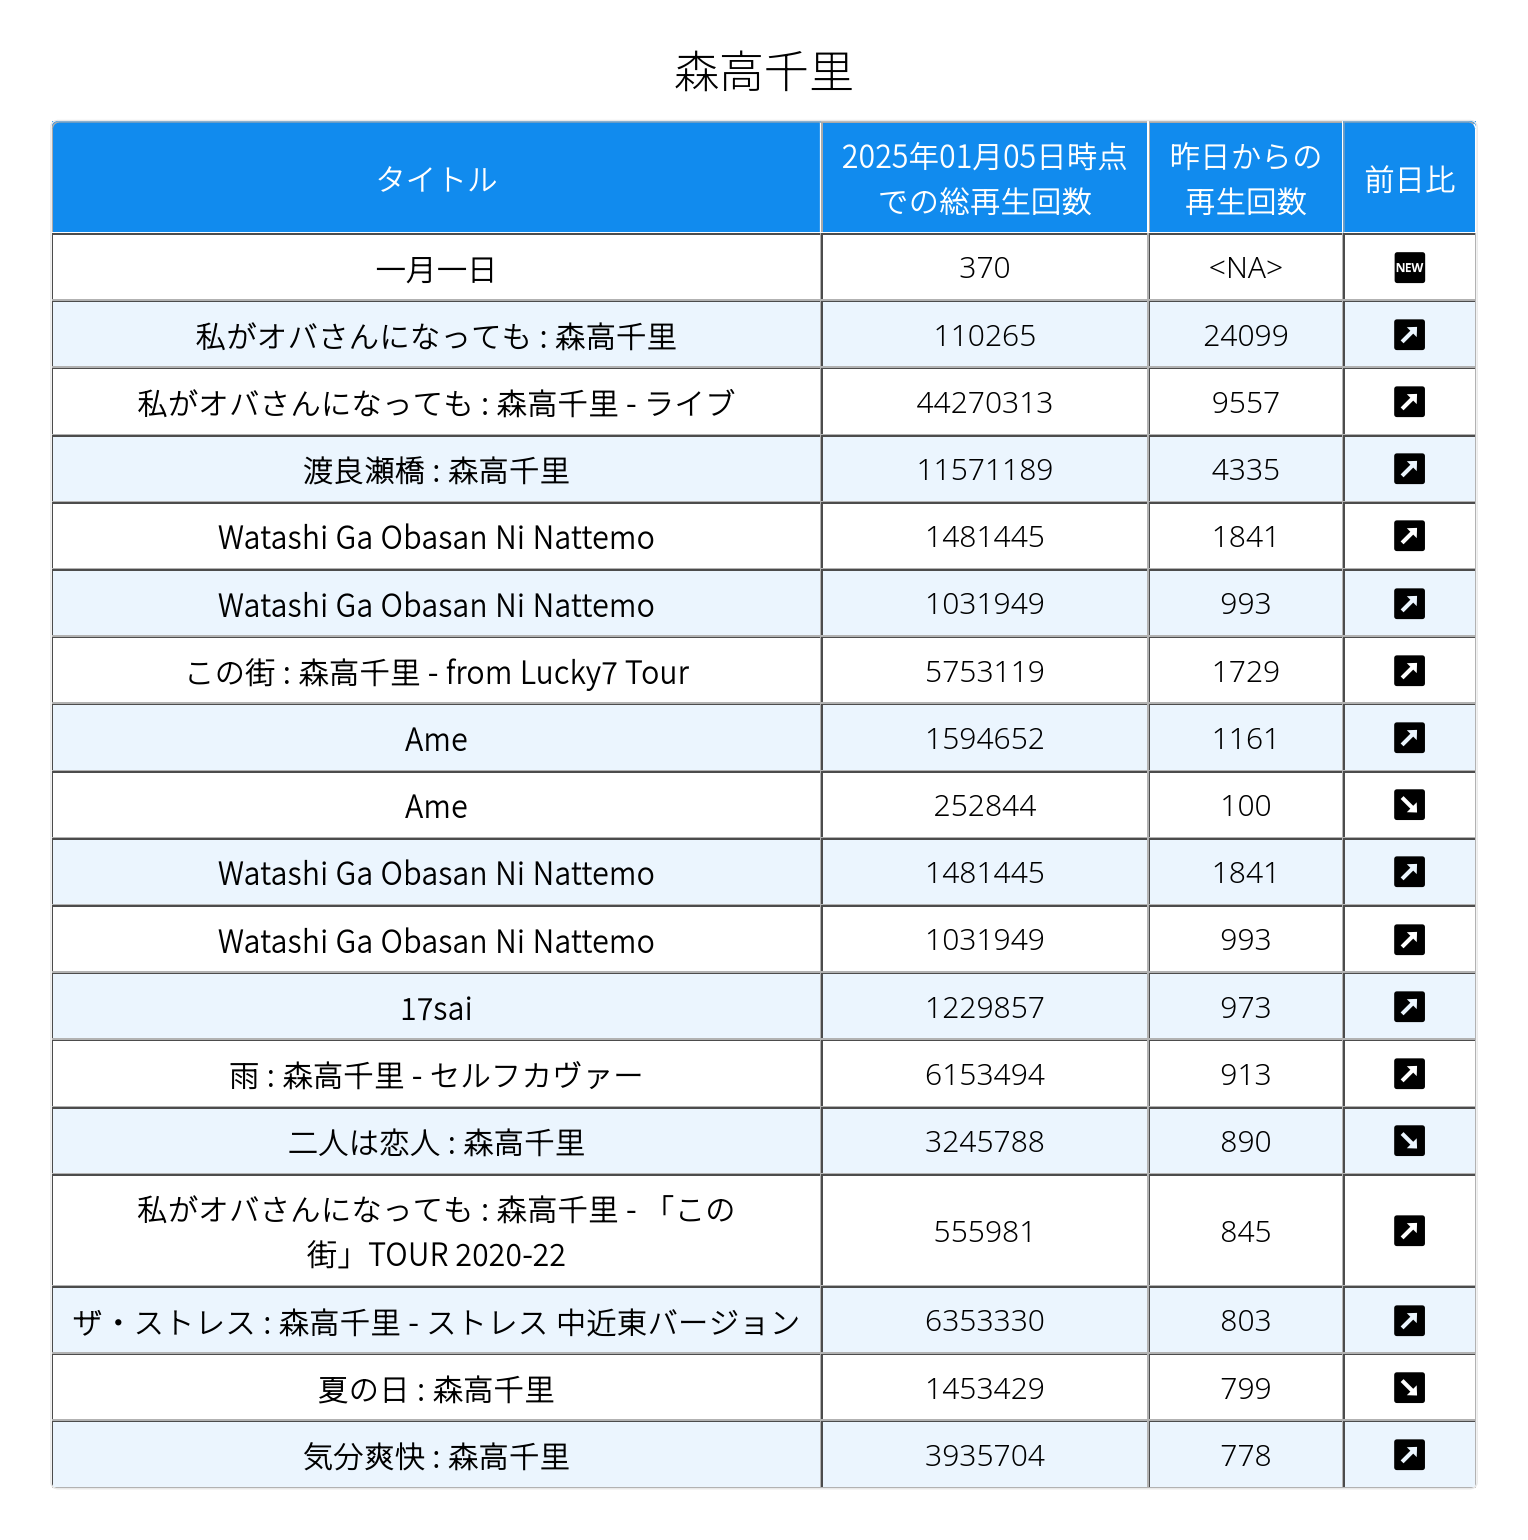 森高千里
タイトル
2025年01月05日時点
での総再生回数
昨日からの
再生回数
前日比
一月一日 370 <NA> NEW
私がオバさんになっても : 森高千里 110265 24099
私がオバさんになっても : 森高千里 - ライブ 44270313 9557
渡良瀬橋 : 森高千里 11571189 4335
Watashi Ga Obasan Ni Nattemo 1481445 1841
Watashi Ga Obasan Ni Nattemo 1031949 993
この街 : 森高千里 - from Lucky7 Tour 5753119 1729
Ame 1594652 1161
Ame 252844 100
Watashi Ga Obasan Ni Nattemo 1481445 1841
Watashi Ga Obasan Ni Nattemo 1031949 993
17sai 1229857 973
雨 : 森高千里 - セルフカヴァー 6153494 913
二人は恋人 : 森高千里 3245788 890
私がオバさんになっても : 森高千里 - 「この
街」TOUR 2020-22 555981 845
ザ・ストレス : 森高千里 - ストレス 中近東バージョン 6353330 803
夏の日 : 森高千里 1453429 799
気分爽快 : 森高千里 3935704 778